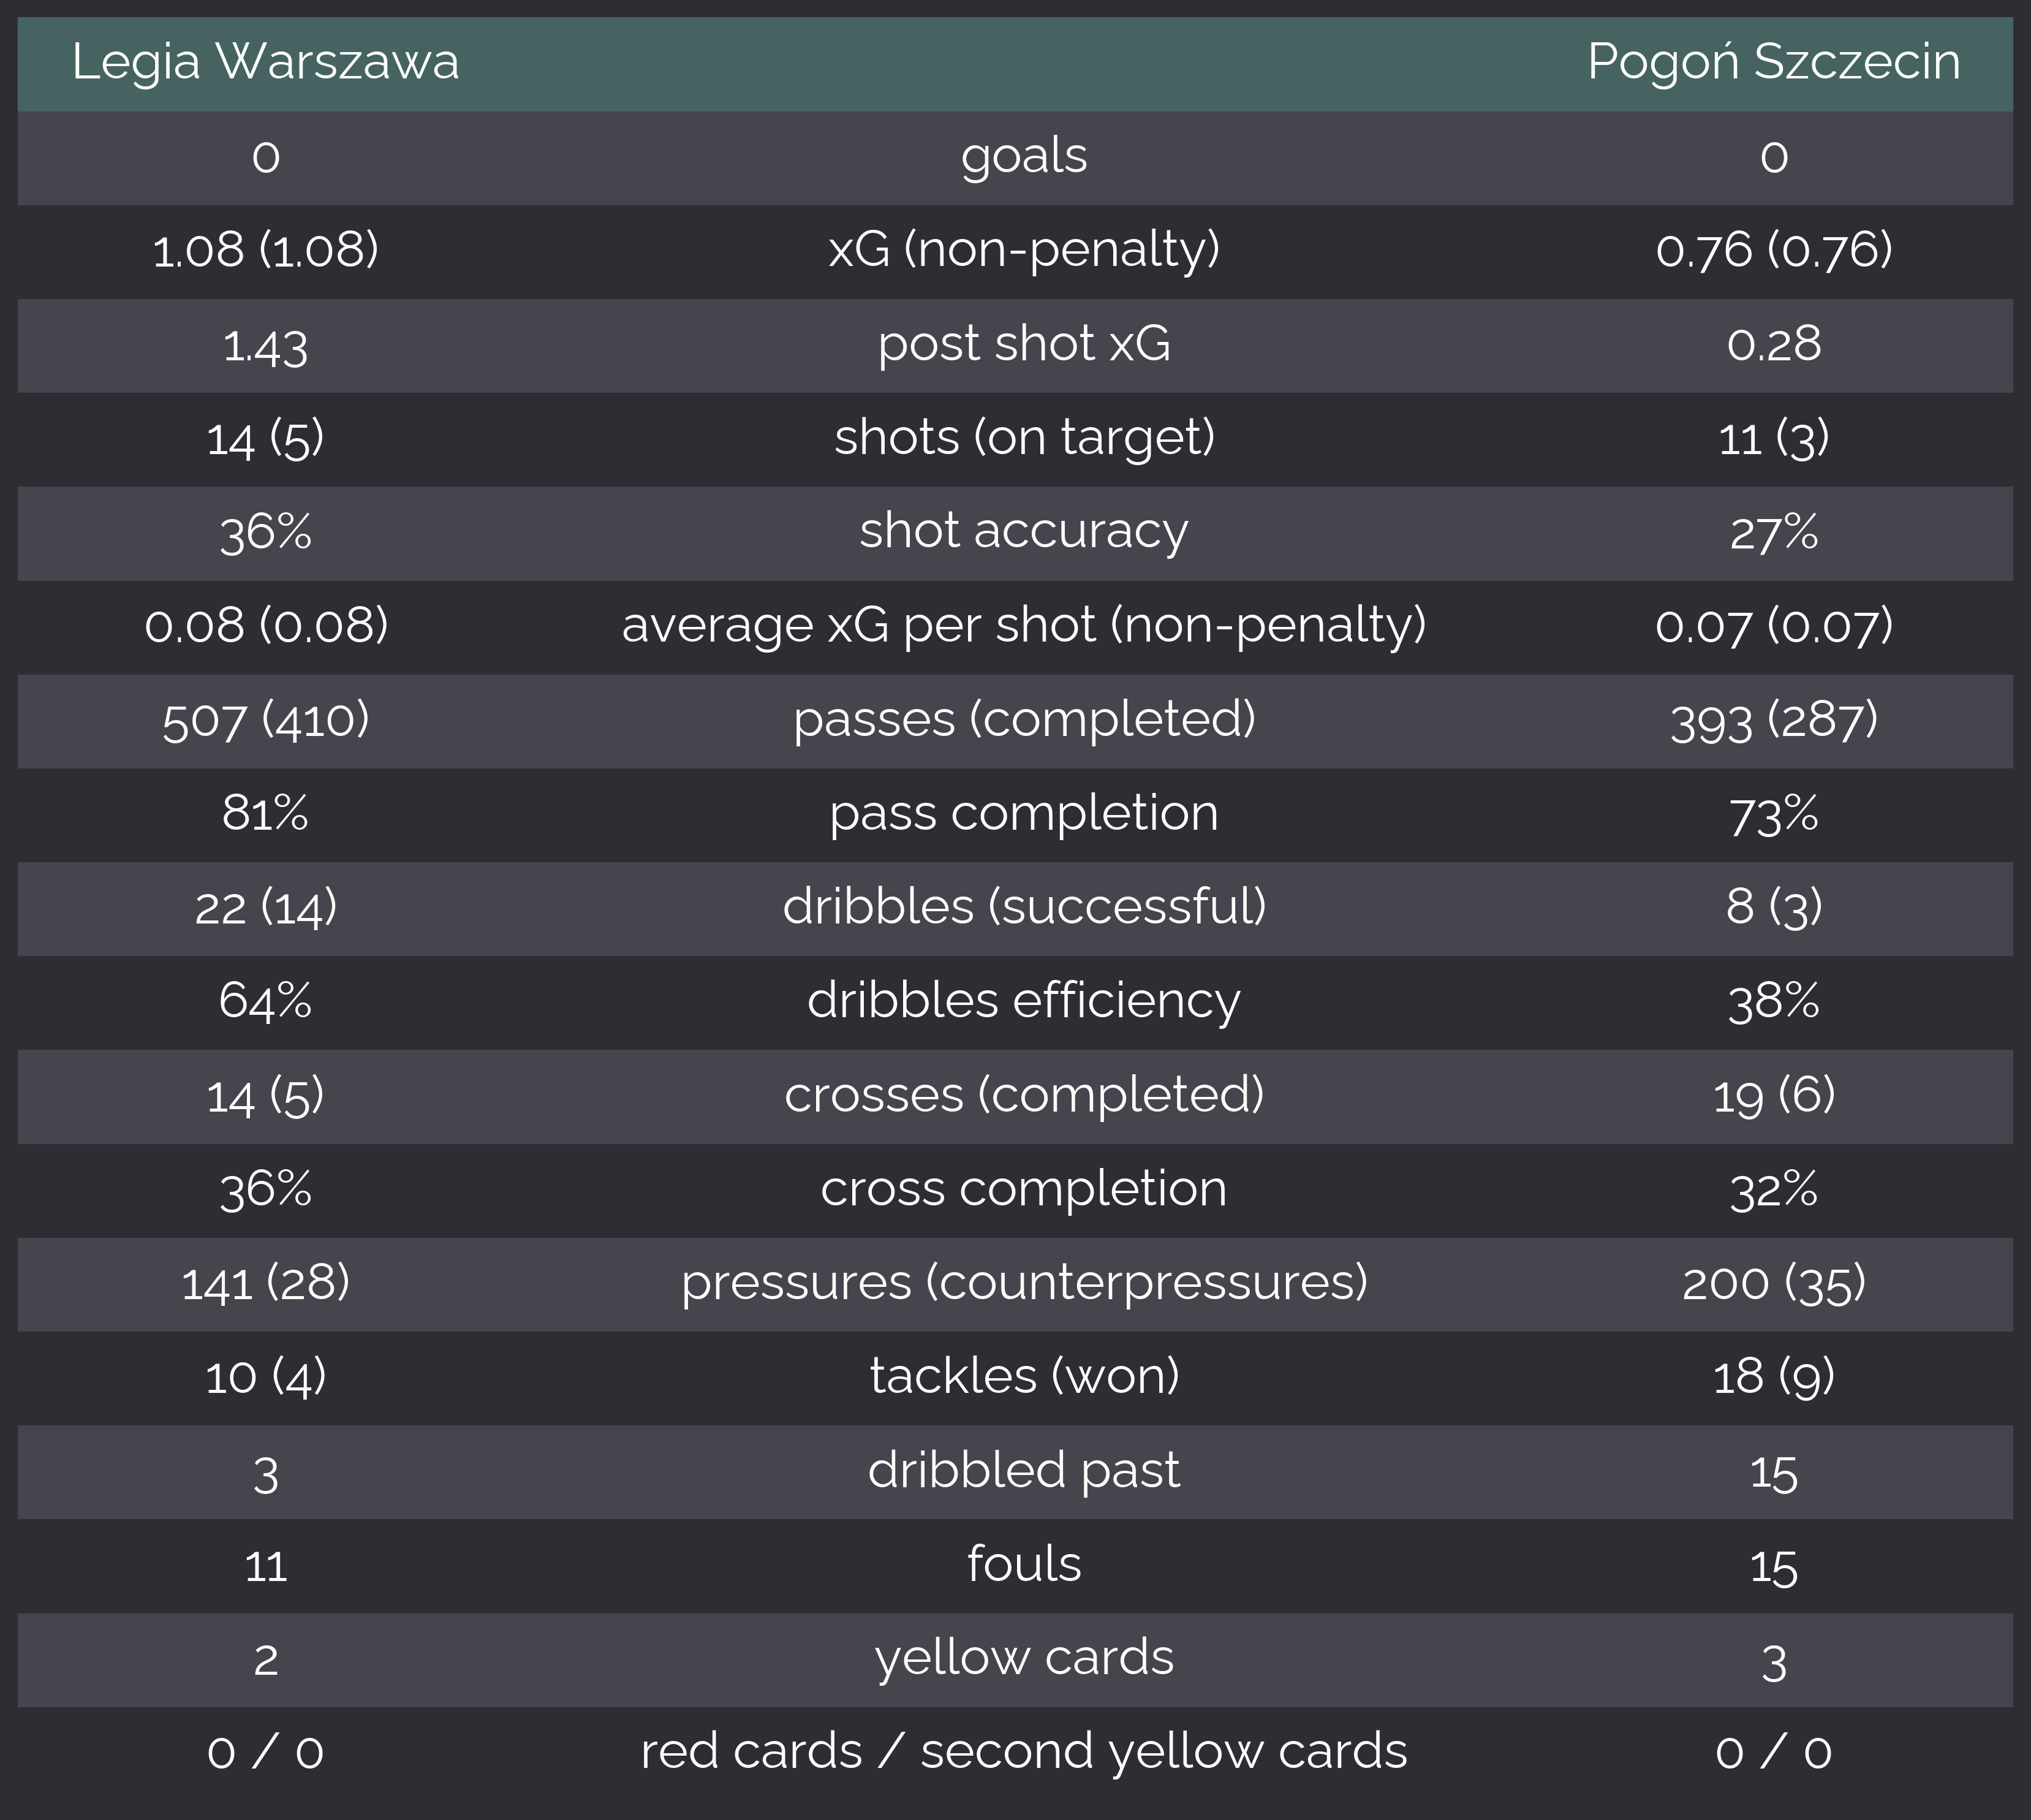 Legia Warszawa Pogoń Szczecin
0 goals 0
1.08 (1.08) xG (non-penalty) 0.76 (0.76)
1.43 post shot xG 0.28
14 (5) shots (on target) 11 (3)
36% shot accuracy 27%
0.08 (0.08) average xG per shot (non-penalty) 0.07 (0.07)
507 (410) passes (completed) 393 (287)
81% pass completion 73%
22 (14) dribbles (successful) 8 (3)
64% dribbles efficiency 38%
14 (5) crosses (completed) 19 (6)
36% cross completion 32%
141 (28) pressures (counterpressures) 200 (35)
10 (4) tackles (won) 18 (9)
3 dribbled past 15
11 fouls 15
2 yellow cards 3
0 / 0 red cards / second yellow cards 0 / 0